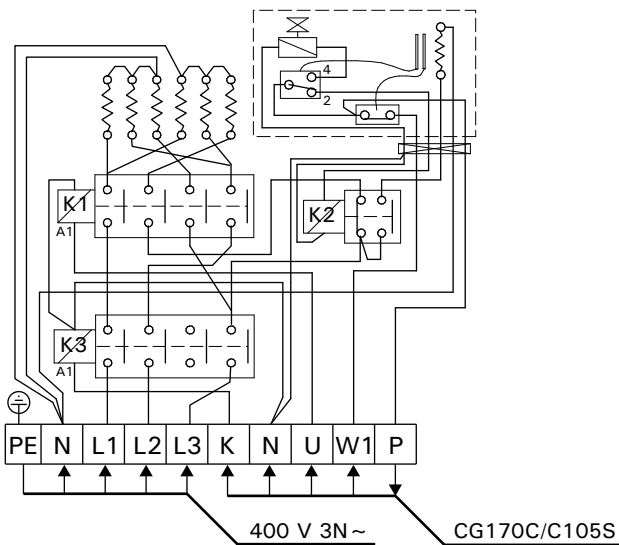 4
2
K1
A1
K2
K3
A1
PE N L1 L2 L3 K N U W1 P
400 V 3N ~
CG170C/C105S